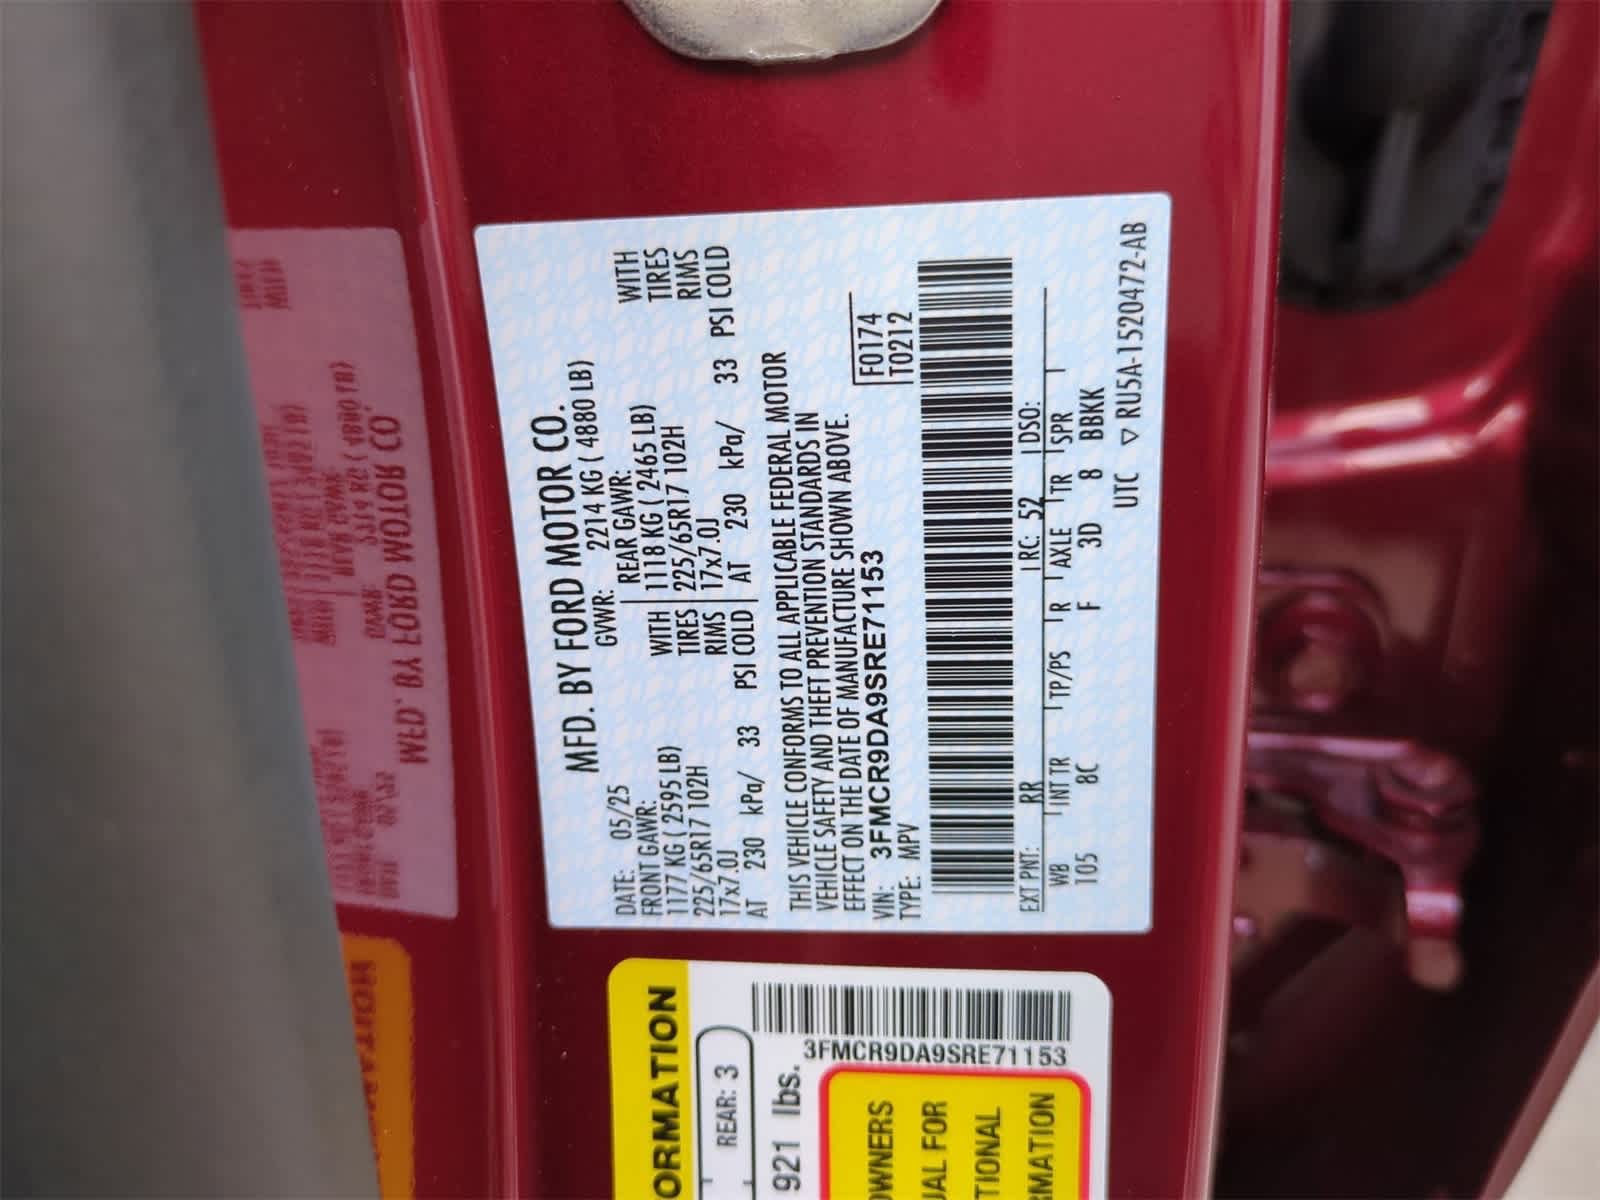 MFD. BY FORD MOTOR CO.
DATE: 05/25 GVWR: 2214 KG ( 4880 LB)
FRONT GAWR: REAR GAWR:
1177 KG ( 2595 LB) WITH 1118 KG ( 2465 LB) WITH
225/65R17 102H TIRES 225/65R17 102H TIRES
17x7.0J RIMS 17x7.0J RIMS
AT 230 kPa/ 33 PSI COLD AT 230 kPa/ 33 PSI COLD
THIS VEHICLE CONFORMS TO ALL APPLICABLE FEDERAL MOTOR
VEHICLE SAFETY AND THEFT PREVENTION STANDARDS IN
EFFECT ON THE DATE OF MANUFACTURE SHOWN ABOVE.
VIN: 3FMCR9DA9SRE71153 F0174
TYPE: MPV T0212
EXT PNT: RR RC: 52 DSO:
WB INT TR TP/PS R AXLE TR SPR
105 8C F 3D 8 BBKK
UTC ▽ RU5A-1520472-AB
ORMATION
REAR: 3
3FMCR9DA9SRE71153
921 lbs.
OWNERS
UAL FOR
TIONAL
RMATION